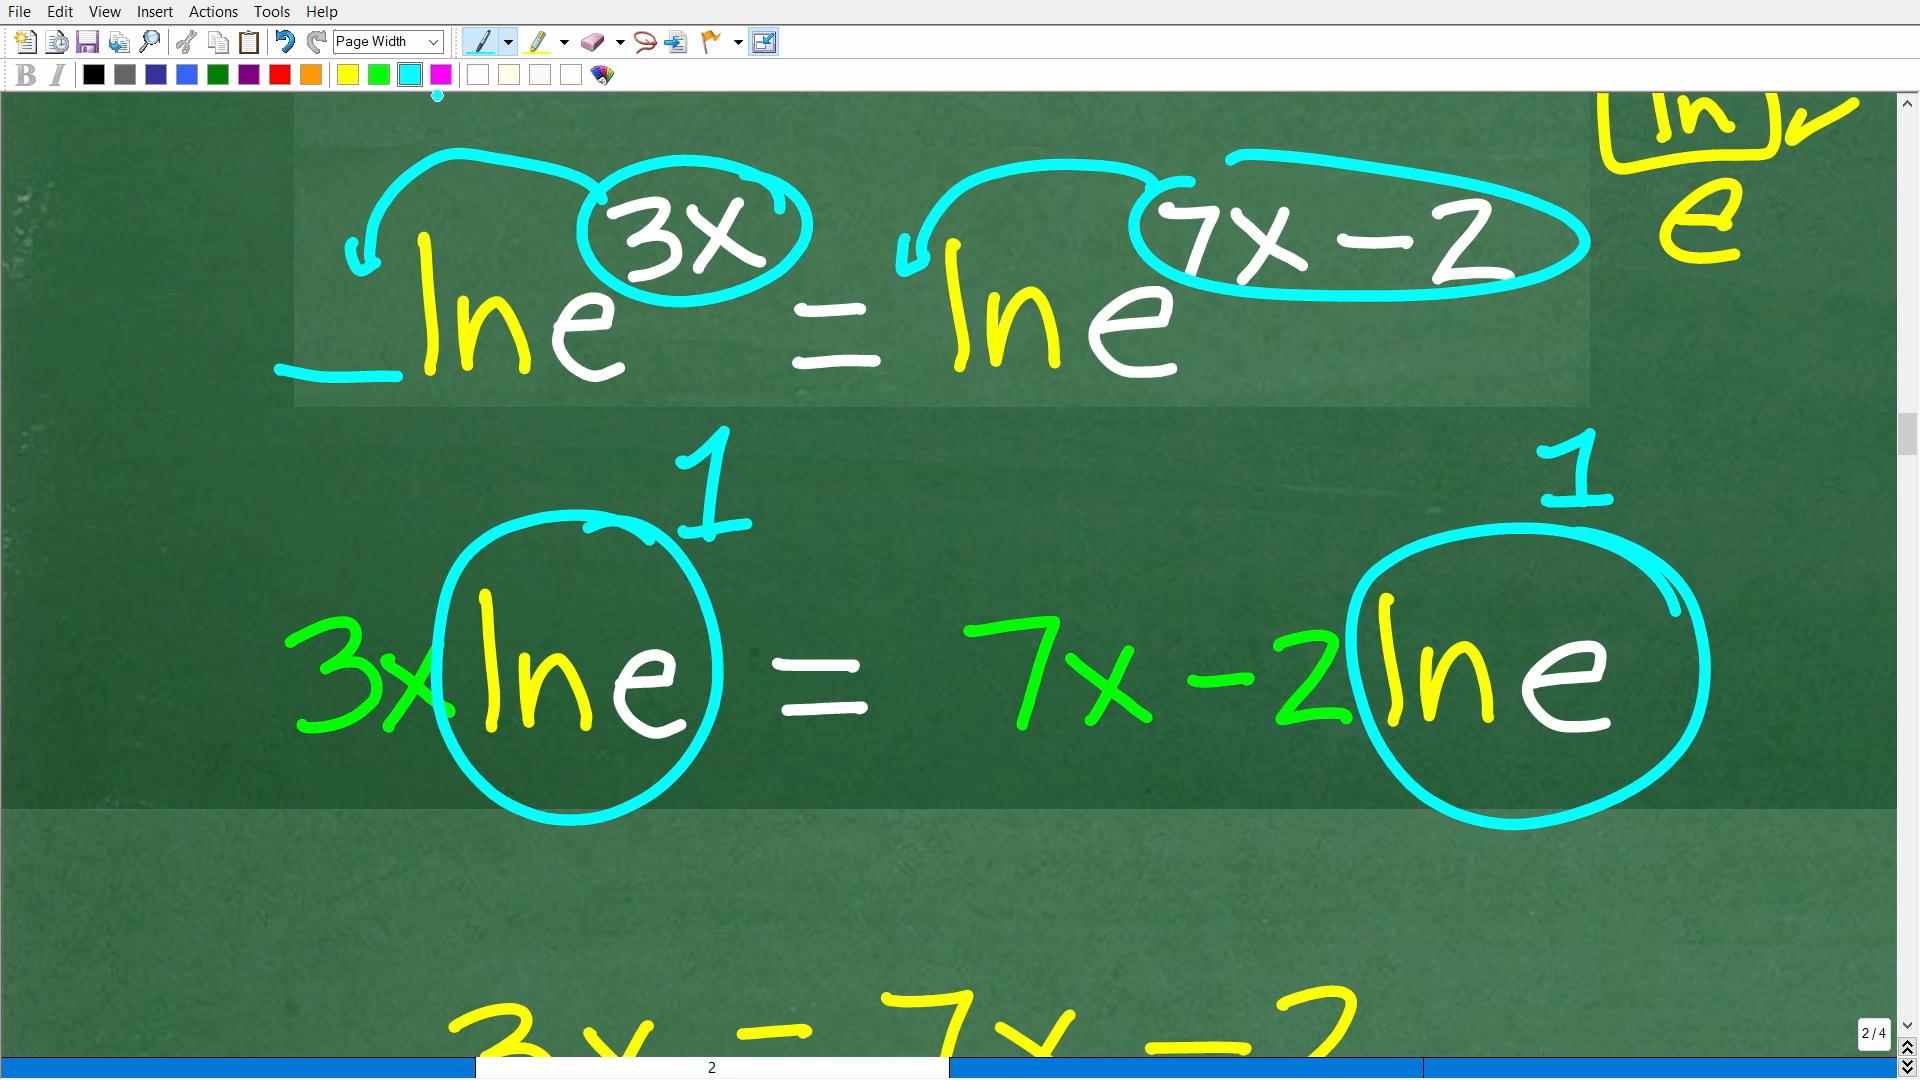 File Edit View Insert Actions Tools Help
Page Width
B I
ln
e
ln e^3x = ln e^7x-2
1 1
3x ln e = 7x-2 ln e
3x = 7x-2
2/4
2